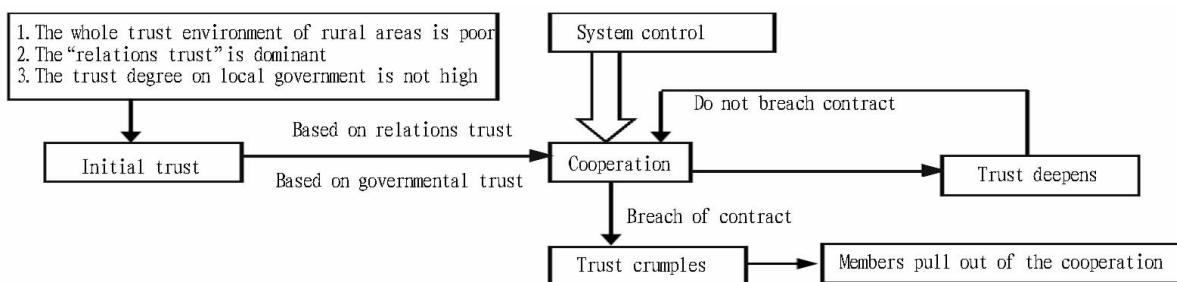 1. The whole trust environment of rural areas is poor
2. The “relations trust” is dominant
3. The trust degree on local government is not high
System control
Do not breach contract
Based on relations trust
Initial trust
Cooperation
Based on governmental trust
Trust deepens
Breach of contract
Trust crumples
Members pull out of the cooperation